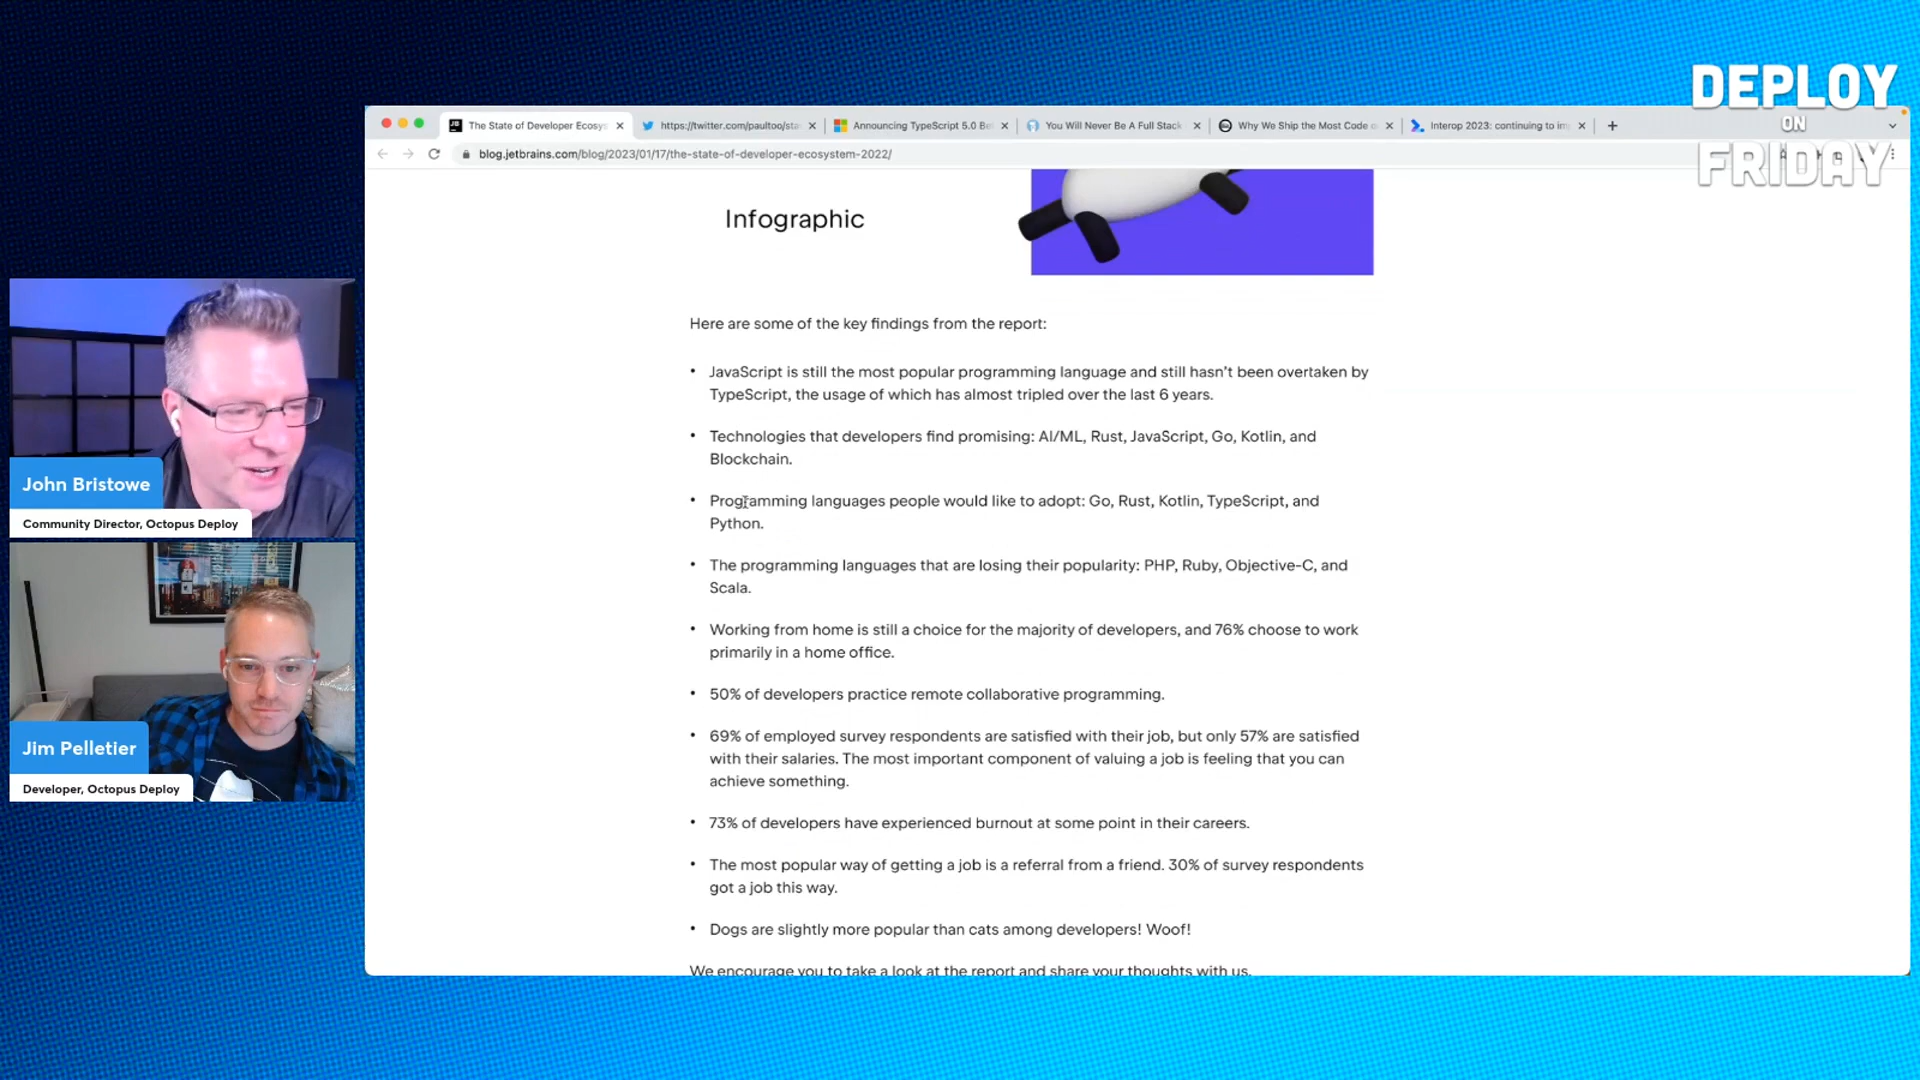 DEPLOY
ON
FRIDAY
The State of Developer Ecosys
https://twitter.com/paultoo/sta
Announcing TypeScript 5.0 Be
You Will Never Be A Full Stack
Why We Ship the Most Code o
Interop 2023: continuing to im
blog.jetbrains.com/blog/2023/01/17/the-state-of-developer-ecosystem-2022/
Infographic
Here are some of the key findings from the report:
• JavaScript is still the most popular programming language and still hasn't been overtaken by
TypeScript, the usage of which has almost tripled over the last 6 years.
• Technologies that developers find promising: AI/ML, Rust, JavaScript, Go, Kotlin, and
Blockchain.
• Programming languages people would like to adopt: Go, Rust, Kotlin, TypeScript, and
Python.
• The programming languages that are losing their popularity: PHP, Ruby, Objective-C, and
Scala.
• Working from home is still a choice for the majority of developers, and 76% choose to work
primarily in a home office.
• 50% of developers practice remote collaborative programming.
• 69% of employed survey respondents are satisfied with their job, but only 57% are satisfied
with their salaries. The most important component of valuing a job is feeling that you can
achieve something.
• 73% of developers have experienced burnout at some point in their careers.
• The most popular way of getting a job is a referral from a friend. 30% of survey respondents
got a job this way.
• Dogs are slightly more popular than cats among developers! Woof!
We encourage you to take a look at the report and share your thoughts with us.
John Bristowe
Community Director, Octopus Deploy
Jim Pelletier
Developer, Octopus Deploy